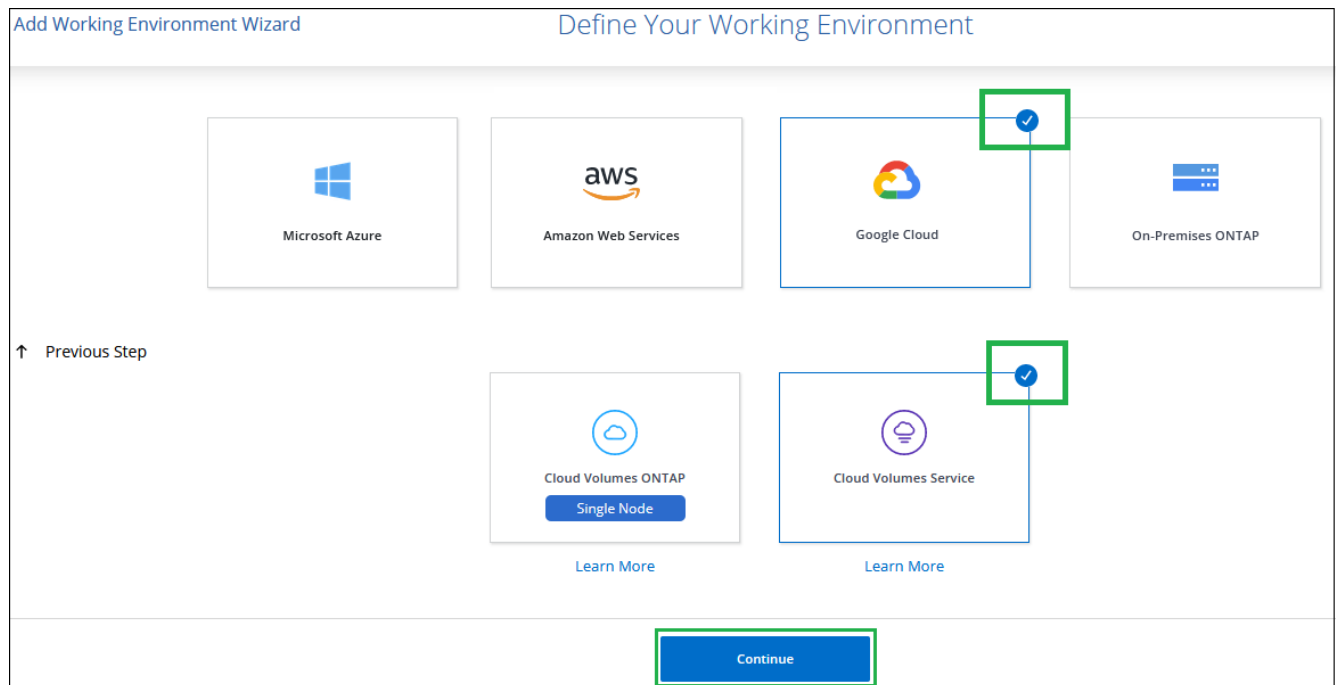 Add Working Environment Wizard
Define Your Working Environment
Microsoft Azure
aws
Amazon Web Services
Google Cloud
On-Premises ONTAP
↑ Previous Step
Cloud Volumes ONTAP
Single Node
Cloud Volumes Service
Learn More
Learn More
Continue